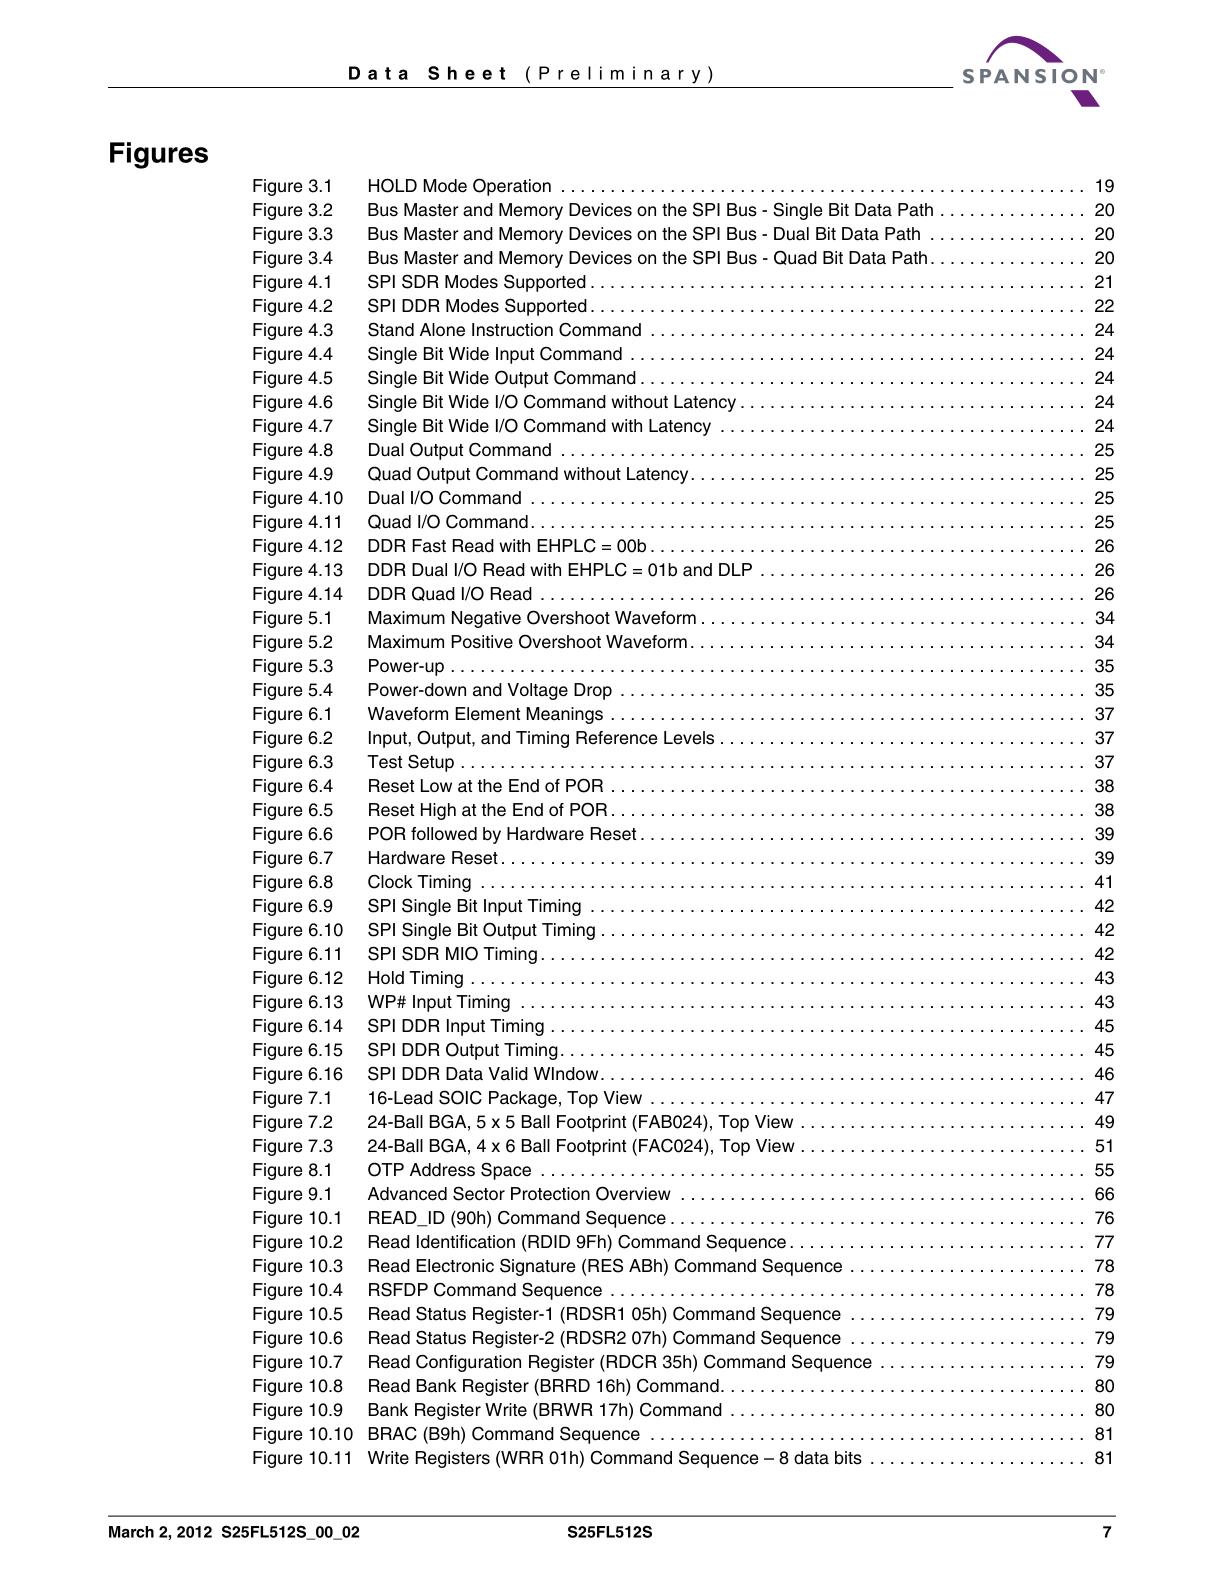 Data Sheet (Preliminary)
SPANSION®
Figures
Figure 3.1 HOLD Mode Operation . . . . . . . . . . . . . . . . . . . . 19
Figure 3.2 Bus Master and Memory Devices on the SPI Bus - Single Bit Data Path . . . . . . . . . . . . . . . 20
Figure 3.3 Bus Master and Memory Devices on the SPI Bus - Dual Bit Data Path . . . . . . . . . . . . . . . . 20
Figure 3.4 Bus Master and Memory Devices on the SPI Bus - Quad Bit Data Path . . . . . . . . . . . . . . . . 20
Figure 4.1 SPI SDR Modes Supported . . . . . . . . . . . . . . . . . . . . 21
Figure 4.2 SPI DDR Modes Supported . . . . . . . . . . . . . . . . . . . . 22
Figure 4.3 Stand Alone Instruction Command . . . . . . . . . . . . . . . . . . . . 24
Figure 4.4 Single Bit Wide Input Command . . . . . . . . . . . . . . . . . . . . 24
Figure 4.5 Single Bit Wide Output Command . . . . . . . . . . . . . . . . . . . . 24
Figure 4.6 Single Bit Wide I/O Command without Latency . . . . . . . . . . . . . . . . . . . . 24
Figure 4.7 Single Bit Wide I/O Command with Latency . . . . . . . . . . . . . . . . . . . . 24
Figure 4.8 Dual Output Command . . . . . . . . . . . . . . . . . . . . 25
Figure 4.9 Quad Output Command without Latency . . . . . . . . . . . . . . . . . . . . 25
Figure 4.10 Dual I/O Command . . . . . . . . . . . . . . . . . . . . 25
Figure 4.11 Quad I/O Command . . . . . . . . . . . . . . . . . . . . 25
Figure 4.12 DDR Fast Read with EHPLC = 00b . . . . . . . . . . . . . . . . . . . . 26
Figure 4.13 DDR Dual I/O Read with EHPLC = 01b and DLP . . . . . . . . . . . . . . . . . . . . 26
Figure 4.14 DDR Quad I/O Read . . . . . . . . . . . . . . . . . . . . 26
Figure 5.1 Maximum Negative Overshoot Waveform . . . . . . . . . . . . . . . . . . . . 34
Figure 5.2 Maximum Positive Overshoot Waveform . . . . . . . . . . . . . . . . . . . . 34
Figure 5.3 Power-up . . . . . . . . . . . . . . . . . . . . 35
Figure 5.4 Power-down and Voltage Drop . . . . . . . . . . . . . . . . . . . . 35
Figure 6.1 Waveform Element Meanings . . . . . . . . . . . . . . . . . . . . 37
Figure 6.2 Input, Output, and Timing Reference Levels . . . . . . . . . . . . . . . . . . . . 37
Figure 6.3 Test Setup . . . . . . . . . . . . . . . . . . . . 37
Figure 6.4 Reset Low at the End of POR . . . . . . . . . . . . . . . . . . . . 38
Figure 6.5 Reset High at the End of POR . . . . . . . . . . . . . . . . . . . . 38
Figure 6.6 POR followed by Hardware Reset . . . . . . . . . . . . . . . . . . . . 39
Figure 6.7 Hardware Reset . . . . . . . . . . . . . . . . . . . . 39
Figure 6.8 Clock Timing . . . . . . . . . . . . . . . . . . . . 41
Figure 6.9 SPI Single Bit Input Timing . . . . . . . . . . . . . . . . . . . . 42
Figure 6.10 SPI Single Bit Output Timing . . . . . . . . . . . . . . . . . . . . 42
Figure 6.11 SPI SDR MIO Timing . . . . . . . . . . . . . . . . . . . . 42
Figure 6.12 Hold Timing . . . . . . . . . . . . . . . . . . . . 43
Figure 6.13 WP# Input Timing . . . . . . . . . . . . . . . . . . . . 43
Figure 6.14 SPI DDR Input Timing . . . . . . . . . . . . . . . . . . . . 45
Figure 6.15 SPI DDR Output Timing . . . . . . . . . . . . . . . . . . . . 45
Figure 6.16 SPI DDR Data Valid WIndow . . . . . . . . . . . . . . . . . . . . 46
Figure 7.1 16-Lead SOIC Package, Top View . . . . . . . . . . . . . . . . . . . . 47
Figure 7.2 24-Ball BGA, 5 x 5 Ball Footprint (FAB024), Top View . . . . . . . . . . . . . . . . . . . . 49
Figure 7.3 24-Ball BGA, 4 x 6 Ball Footprint (FAC024), Top View . . . . . . . . . . . . . . . . . . . . 51
Figure 8.1 OTP Address Space . . . . . . . . . . . . . . . . . . . . 55
Figure 9.1 Advanced Sector Protection Overview . . . . . . . . . . . . . . . . . . . . 66
Figure 10.1 READ_ID (90h) Command Sequence . . . . . . . . . . . . . . . . . . . . 76
Figure 10.2 Read Identification (RDID 9Fh) Command Sequence . . . . . . . . . . . . . . . . . . . . 77
Figure 10.3 Read Electronic Signature (RES ABh) Command Sequence . . . . . . . . . . . . . . . . . . . . 78
Figure 10.4 RSFDP Command Sequence . . . . . . . . . . . . . . . . . . . . 78
Figure 10.5 Read Status Register-1 (RDSR1 05h) Command Sequence . . . . . . . . . . . . . . . . . . . . 79
Figure 10.6 Read Status Register-2 (RDSR2 07h) Command Sequence . . . . . . . . . . . . . . . . . . . . 79
Figure 10.7 Read Configuration Register (RDCR 35h) Command Sequence . . . . . . . . . . . . . . . . . . . . 79
Figure 10.8 Read Bank Register (BRRD 16h) Command . . . . . . . . . . . . . . . . . . . . 80
Figure 10.9 Bank Register Write (BRWR 17h) Command . . . . . . . . . . . . . . . . . . . . 80
Figure 10.10 BRAC (B9h) Command Sequence . . . . . . . . . . . . . . . . . . . . 81
Figure 10.11 Write Registers (WRR 01h) Command Sequence – 8 data bits . . . . . . . . . . . . . . . . . . . . 81
March 2, 2012 S25FL512S_00_02 S25FL512S 7